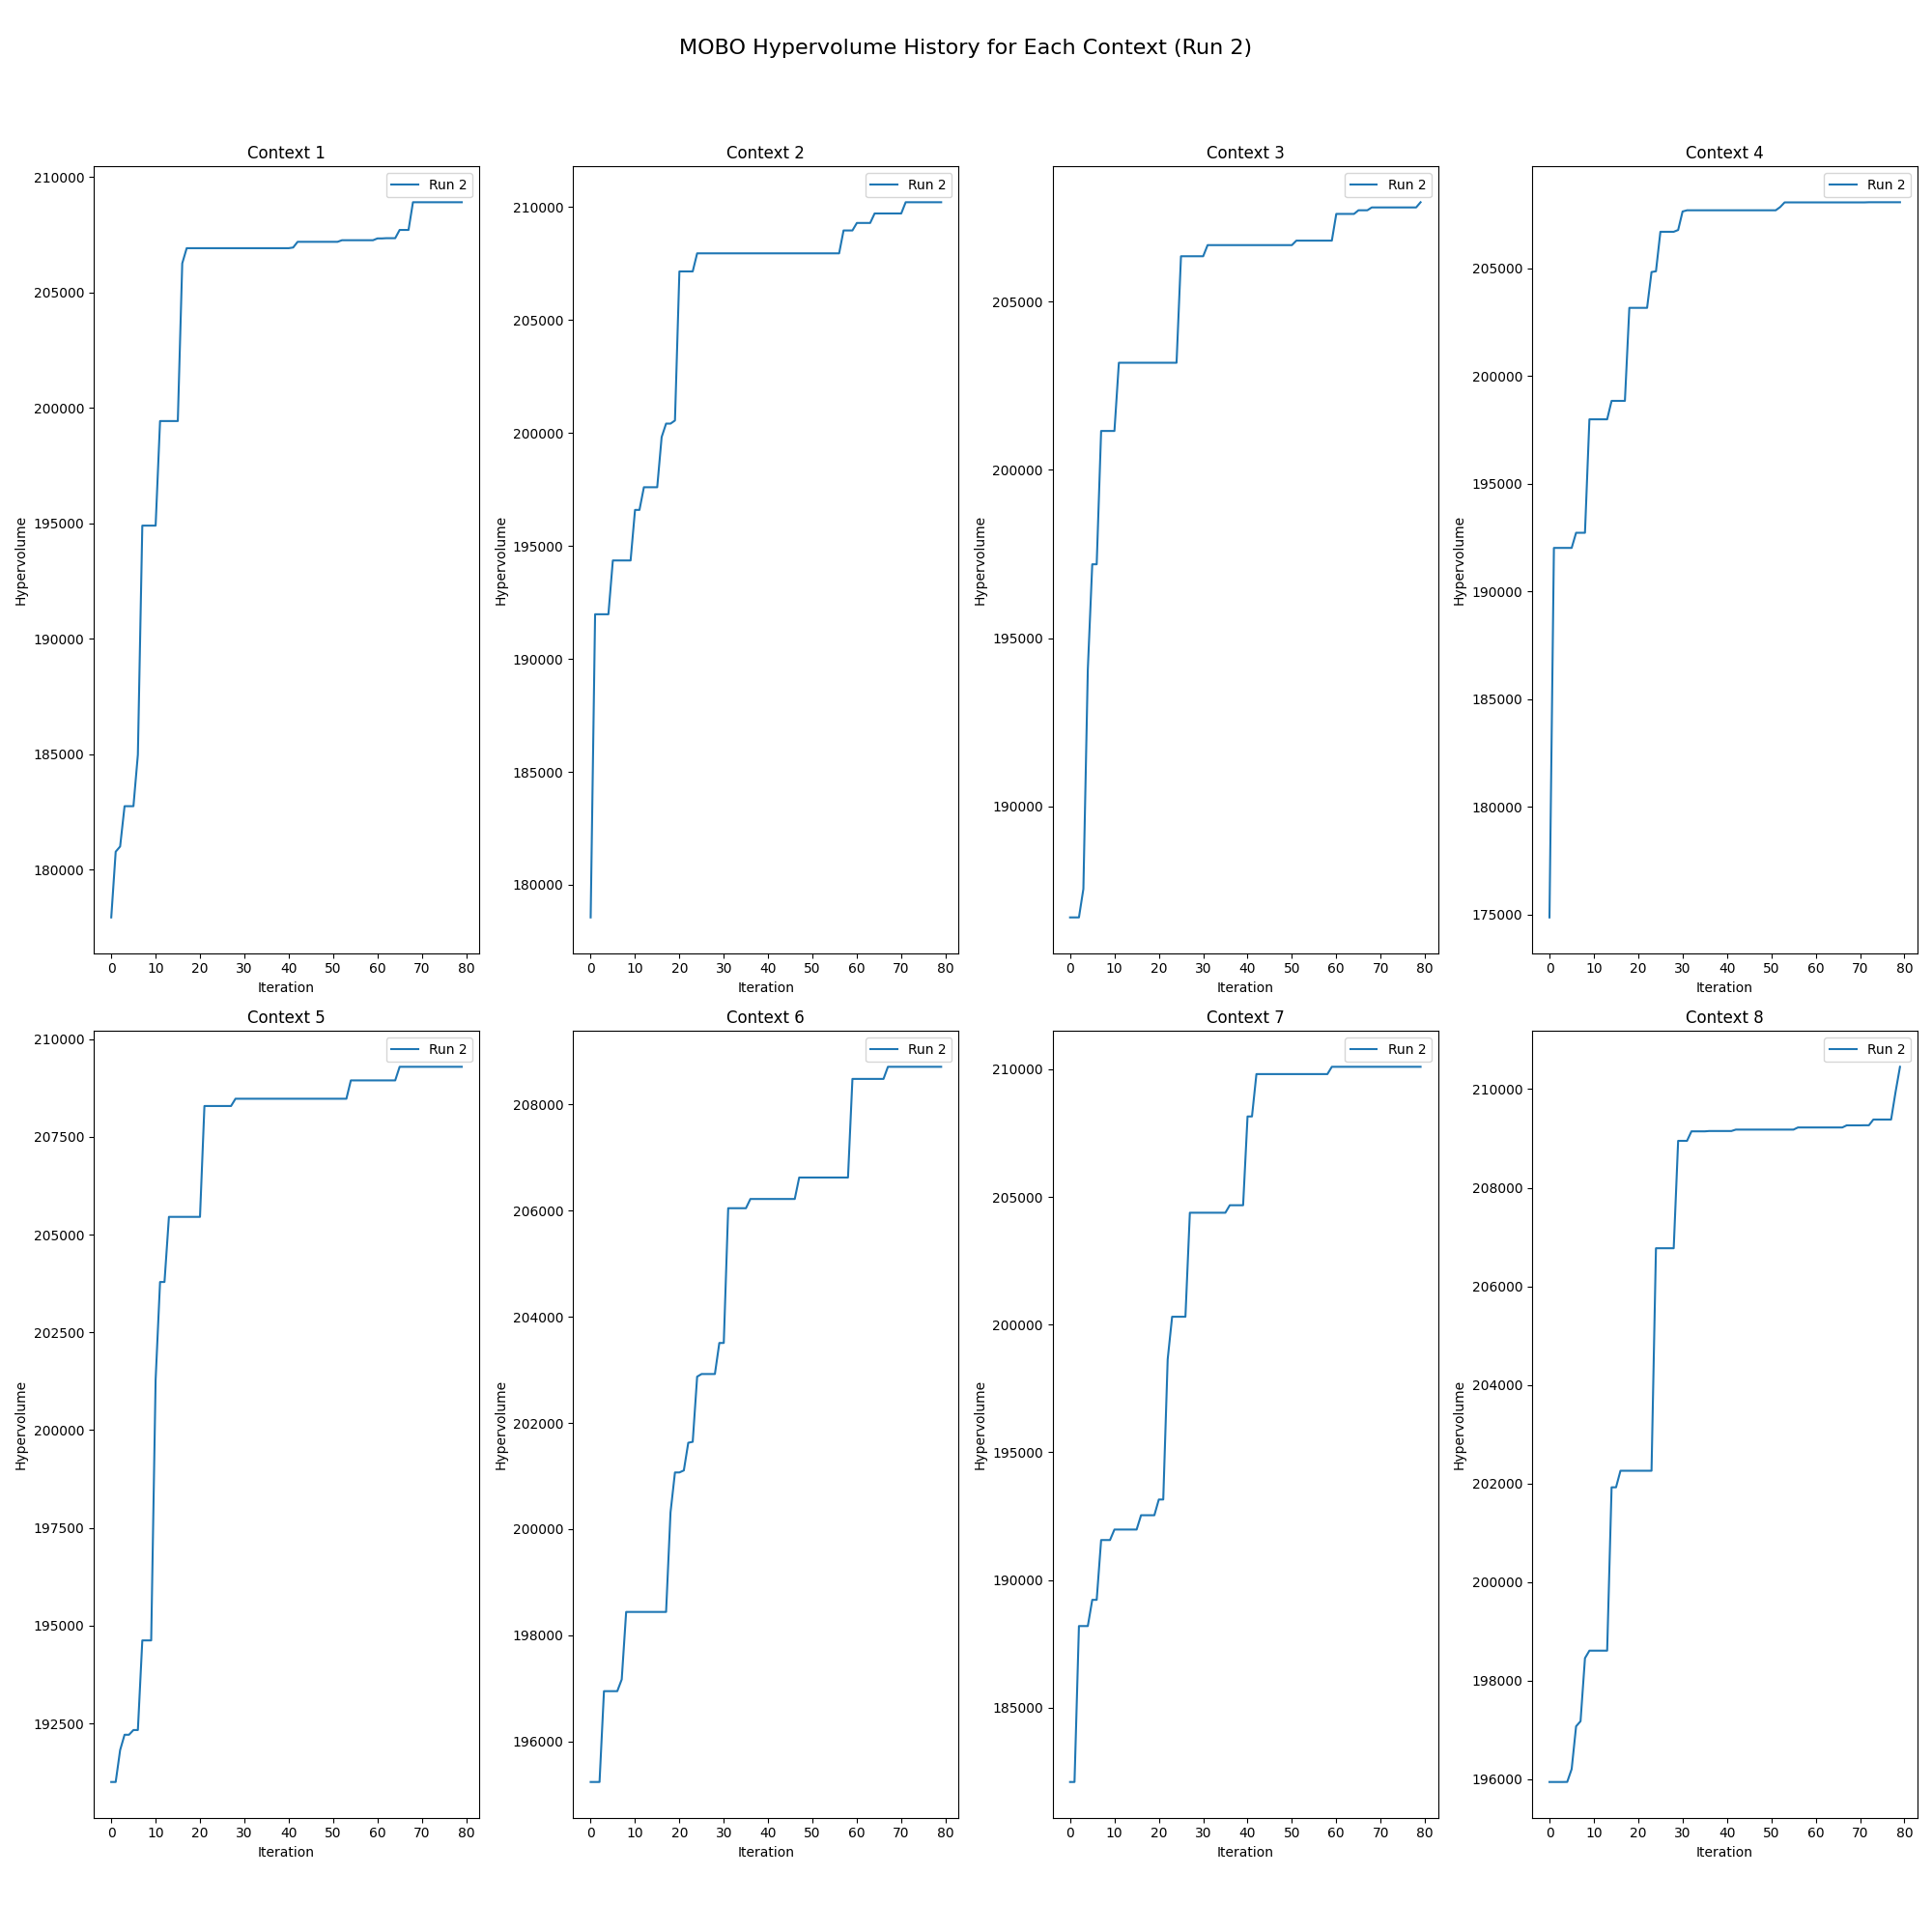 MOBO Hypervolume History for Each Context (Run 2)
Context 1
Run 2
210000
205000
200000
195000
190000
185000
180000
Hypervolume
0 10 20 30 40 50 60 70 80
Iteration
Context 2
Run 2
210000
205000
200000
195000
190000
185000
180000
Hypervolume
0 10 20 30 40 50 60 70 80
Iteration
Context 3
Run 2
205000
200000
195000
190000
Hypervolume
0 10 20 30 40 50 60 70 80
Iteration
Context 4
Run 2
205000
200000
195000
190000
185000
180000
175000
Hypervolume
0 10 20 30 40 50 60 70 80
Iteration
Context 5
Run 2
210000
207500
205000
202500
200000
197500
195000
192500
Hypervolume
0 10 20 30 40 50 60 70 80
Iteration
Context 6
Run 2
208000
206000
204000
202000
200000
198000
196000
Hypervolume
0 10 20 30 40 50 60 70 80
Iteration
Context 7
Run 2
210000
205000
200000
195000
190000
185000
Hypervolume
0 10 20 30 40 50 60 70 80
Iteration
Context 8
Run 2
210000
208000
206000
204000
202000
200000
198000
196000
Hypervolume
0 10 20 30 40 50 60 70 80
Iteration